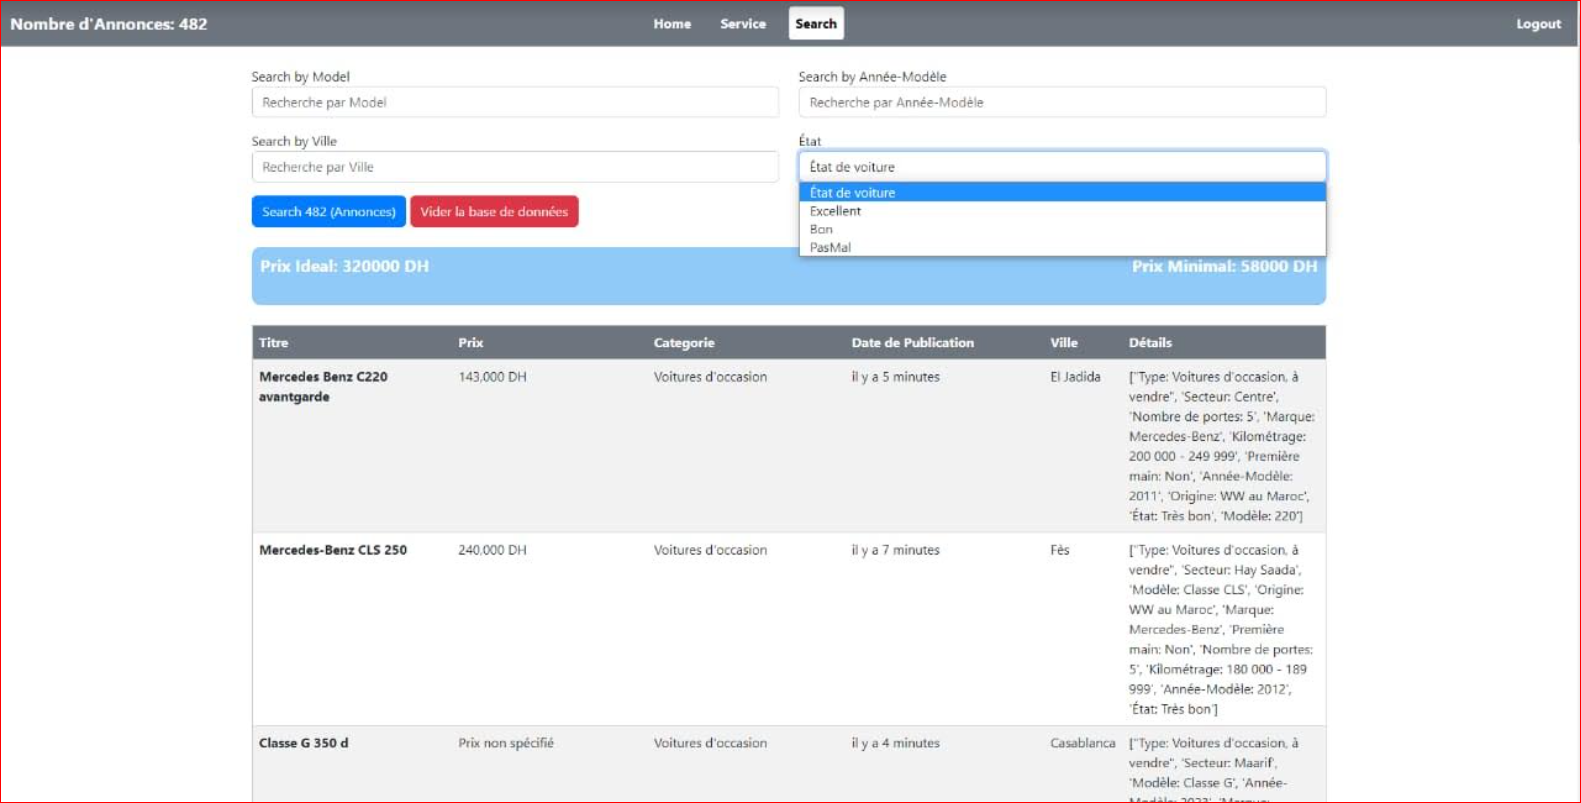 Nombre d'Annonces: 482 Home Service Search Logout
Search by Model Search by Année-Modèle
Recherche par Model Recherche par Année-Modèle
Search by Ville État
Recherche par Ville État de voiture
État de voiture
Excellent
Bon
PasMal
Search 482 (Annonces) Vider la base de données
Prix Ideal: 320000 DH Prix Minimal: 58000 DH
Titre Prix Categorie Date de Publication Ville Détails
Mercedes Benz C220 143,000 DH Voitures d'occasion il y a 5 minutes El Jadida ["Type: Voitures d'occasion, à
avantgarde vendre", 'Secteur: Centre',
'Nombre de portes: 5', 'Marque:
Mercedes-Benz', 'Kilométrage:
200 000 - 249 999', 'Première
main: Non', 'Année-Modèle:
2011', 'Origine: WW au Maroc',
'État: Très bon', 'Modèle: 220']
Mercedes-Benz CLS 250 240,000 DH Voitures d'occasion il y a 7 minutes Fès ["Type: Voitures d'occasion, à
vendre", 'Secteur: Hay Saada',
'Modèle: Classe CLS', 'Origine:
WW au Maroc', 'Marque:
Mercedes-Benz', 'Première
main: Non', 'Nombre de portes:
5', 'Kilométrage: 180 000 - 189
999', 'Année-Modèle: 2012',
'État: Très bon']
Classe G 350 d Prix non spécifié Voitures d'occasion il y a 4 minutes Casablanca ["Type: Voitures d'occasion, à
vendre", 'Secteur: Maarif',
'Modèle: Classe G', 'Année-
Modèle: 2023', 'Marque: